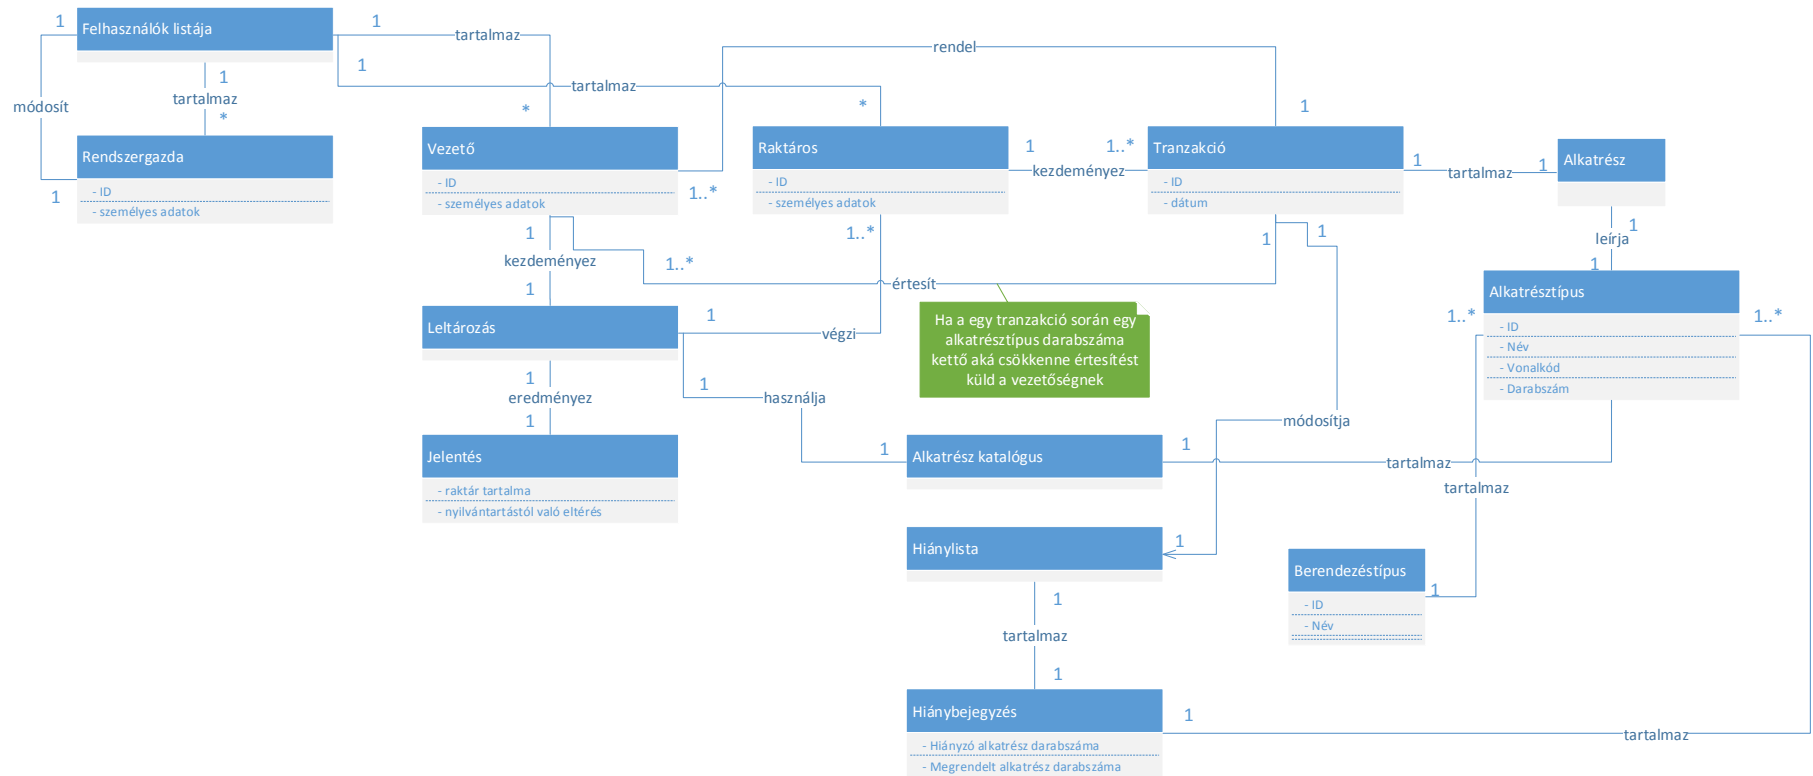 1
Felhasználók listája
1
tartalmaz
rendel
1
1
tartalmaz
módosít
tartalmaz
*
*
*
1
Rendszergazda
- ID
- személyes adatok
1
Vezető
- ID
- személyes adatok
1..*
Raktáros
- ID
- személyes adatok
1
kezdeményez
1..*
Tranzakció
- ID
- dátum
1
tartalmaz
1
Alkatrész
1
kezdeményez
1
1..*
1..*
értesít
1
1
1
leírja
1
Ha a egy tranzakció során egy
alkatrésztípus darabszáma
kettő aká csökkenne értesítést
küld a vezetőségnek
Alkatrésztípus
- ID
- Név
- Vonalkód
- Darabszám
1..*
1..*
Leltározás
1
végzi
1
eredményez
1
1
használja
1
módosítja
Jelentés
- raktár tartalma
- nyilvántartástól való eltérés
Alkatrész katalógus
1
tartalmaz
tartalmaz
Hiánylista
1
1
tartalmaz
1
Berendezéstípus
- ID
- Név
1
Hiánybejegyzés
- Hiányzó alkatrész darabszáma
- Megrendelt alkatrész darabszáma
1
tartalmaz